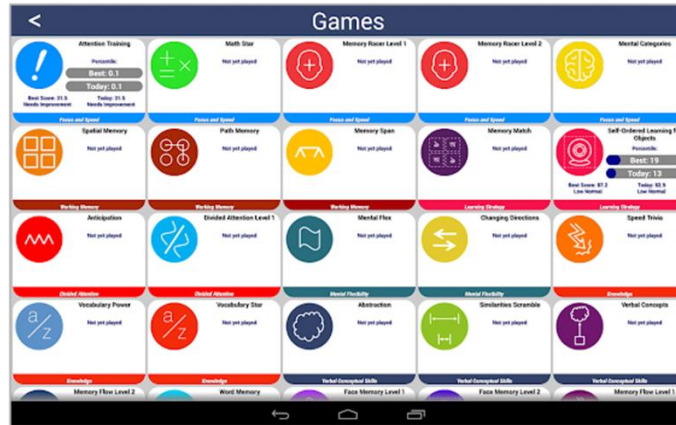 <
Games
Attention Training
Percentile:
Best: 0.1
Today: 0.1
Best Score: 31.5
Today: 31.5
Needs Improvement
Needs Improvement
Focus and Speed
Math Star
Not yet played
Focus and Speed
Memory Racer Level 1
Not yet played
Focus and Speed
Memory Racer Level 2
Not yet played
Focus and Speed
Mental Categories
Not yet played
Focus and Speed
Spatial Memory
Not yet played
Working Memory
Path Memory
Not yet played
Working Memory
Memory Span
Not yet played
Working Memory
Memory Match
Not yet played
Learning Strategy
Self-Ordered Learning f
Objects
Percentile:
Best: 19
Today: 13
Best Score: 87.2
Today: 82.9
Low Normal
Low Normal
Learning Strategy
Anticipation
Not yet played
Divided Attention
Divided Attention Level 1
Not yet played
Divided Attention
Mental Flex
Not yet played
Mental Flexibility
Changing Directions
Not yet played
Mental Flexibility
Speed Trivia
Not yet played
Knowledge
a/z
Vocabulary Power
Not yet played
Knowledge
a/z
Vocabulary Star
Not yet played
Knowledge
Abstraction
Not yet played
Verbal Conceptual Skills
Similarities Scramble
Not yet played
Verbal Conceptual Skills
Verbal Concepts
Not yet played
Verbal Conceptual Skills
Memory Flow Level 2
Word Memory
Face Memory Level 1
Face Memory Level 2
Memory Flow Level 1